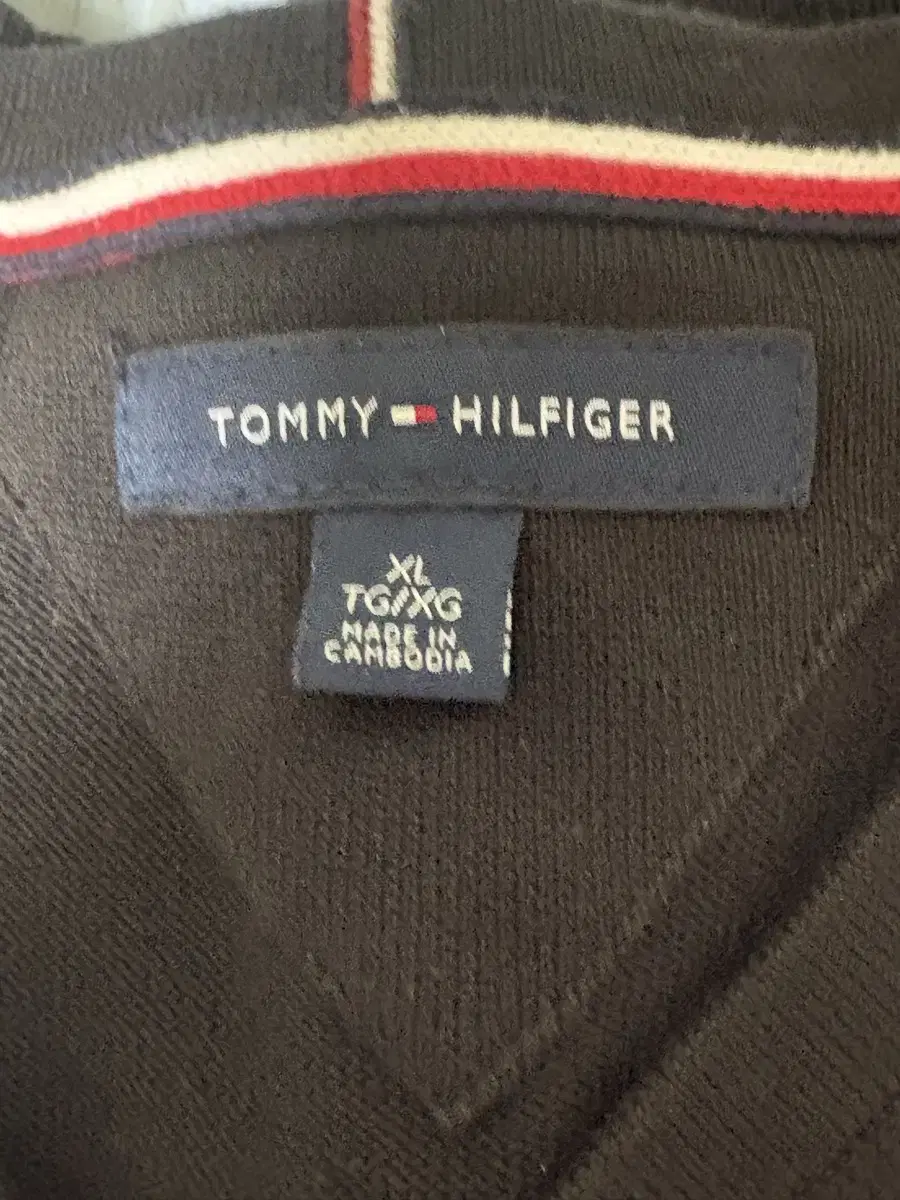 TOMMY HILFIGER
XL
TG/XG
MADE IN
CAMBODIA